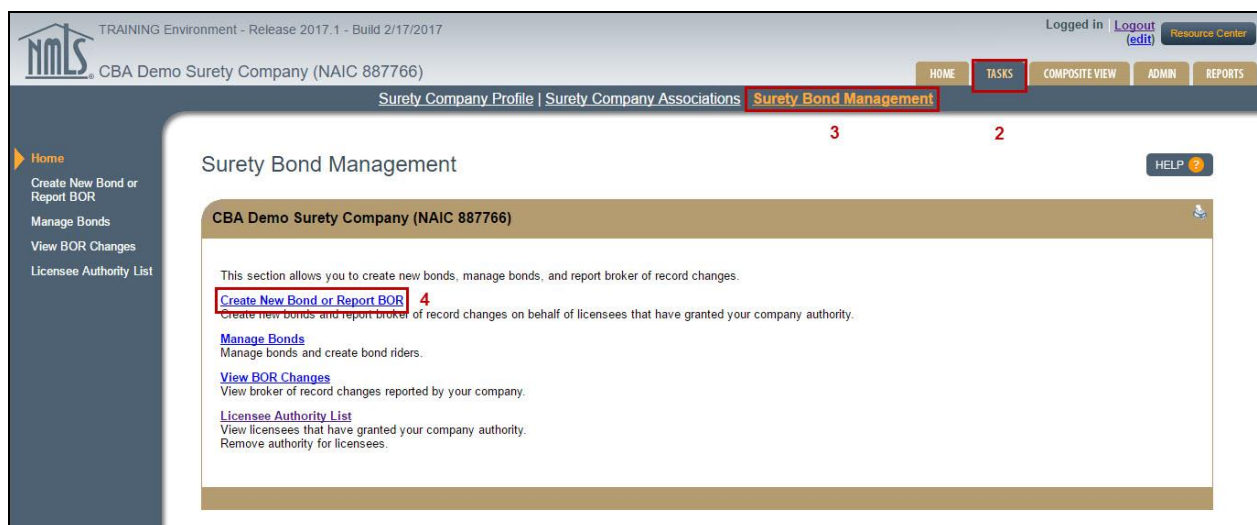 TRAINING Environment - Release 2017.1 - Build 2/17/2017
Logged in | Logout
(edit)
Resource Center
NMLS®
CBA Demo Surety Company (NAIC 887766)
HOME TASKS COMPOSITE VIEW ADMIN REPORTS
Surety Company Profile | Surety Company Associations | Surety Bond Management
3 2
Home
Create New Bond or
Report BOR
Manage Bonds
View BOR Changes
Licensee Authority List
Surety Bond Management
HELP ?
CBA Demo Surety Company (NAIC 887766)
This section allows you to create new bonds, manage bonds, and report broker of record changes.
Create New Bond or Report BOR 4
Create new bonds and report broker of record changes on behalf of licensees that have granted your company authority.
Manage Bonds
Manage bonds and create bond riders.
View BOR Changes
View broker of record changes reported by your company.
Licensee Authority List
View licensees that have granted your company authority.
Remove authority for licensees.